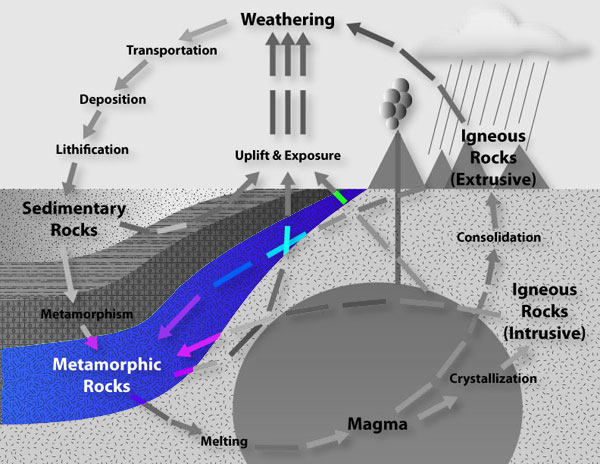 Weathering
Transportation
Deposition
Lithification
Uplift & Exposure
Igneous
Rocks
(Extrusive)
Sedimentary
Rocks
Consolidation
Igneous
Rocks
(Intrusive)
Metamorphism
Metamorphic
Rocks
Crystallization
Magma
Melting